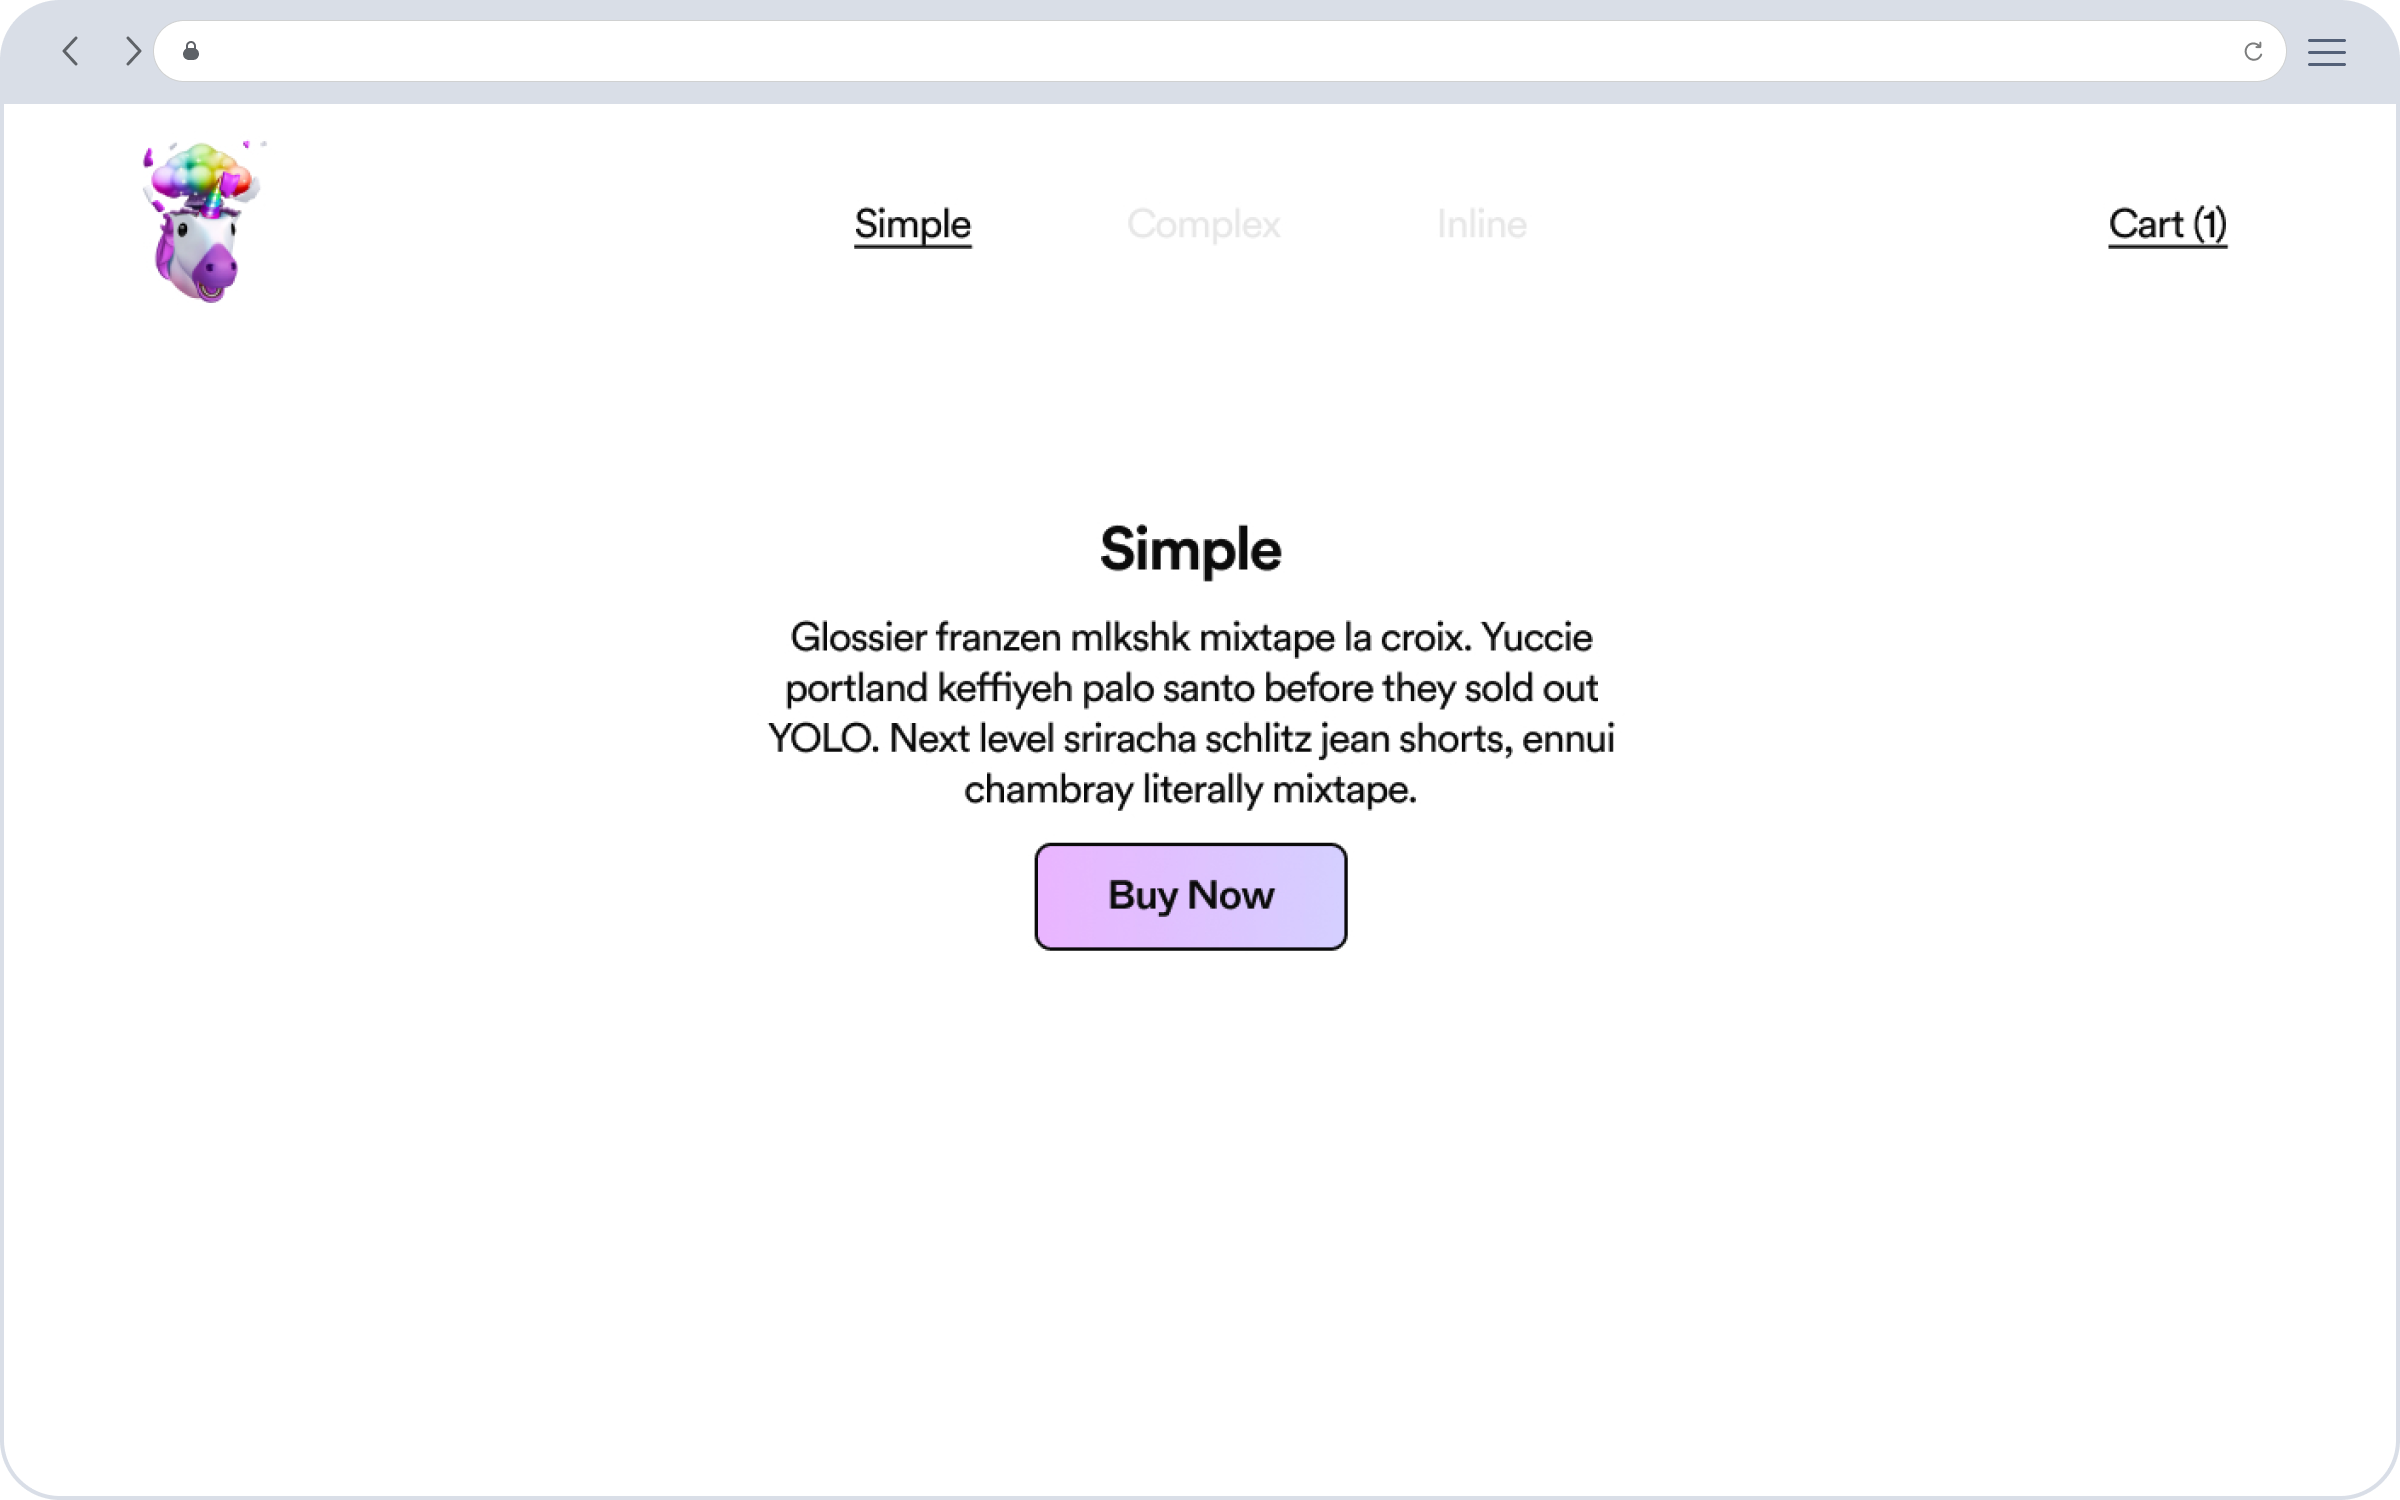 Simple
Complex
Inline
Cart (1)
Simple
Glossier franzen mlkshk mixtape la croix. Yuccie
portland keffiyeh palo santo before they sold out
YOLO. Next level sriracha schlitz jean shorts, ennui
chambray literally mixtape.
Buy Now